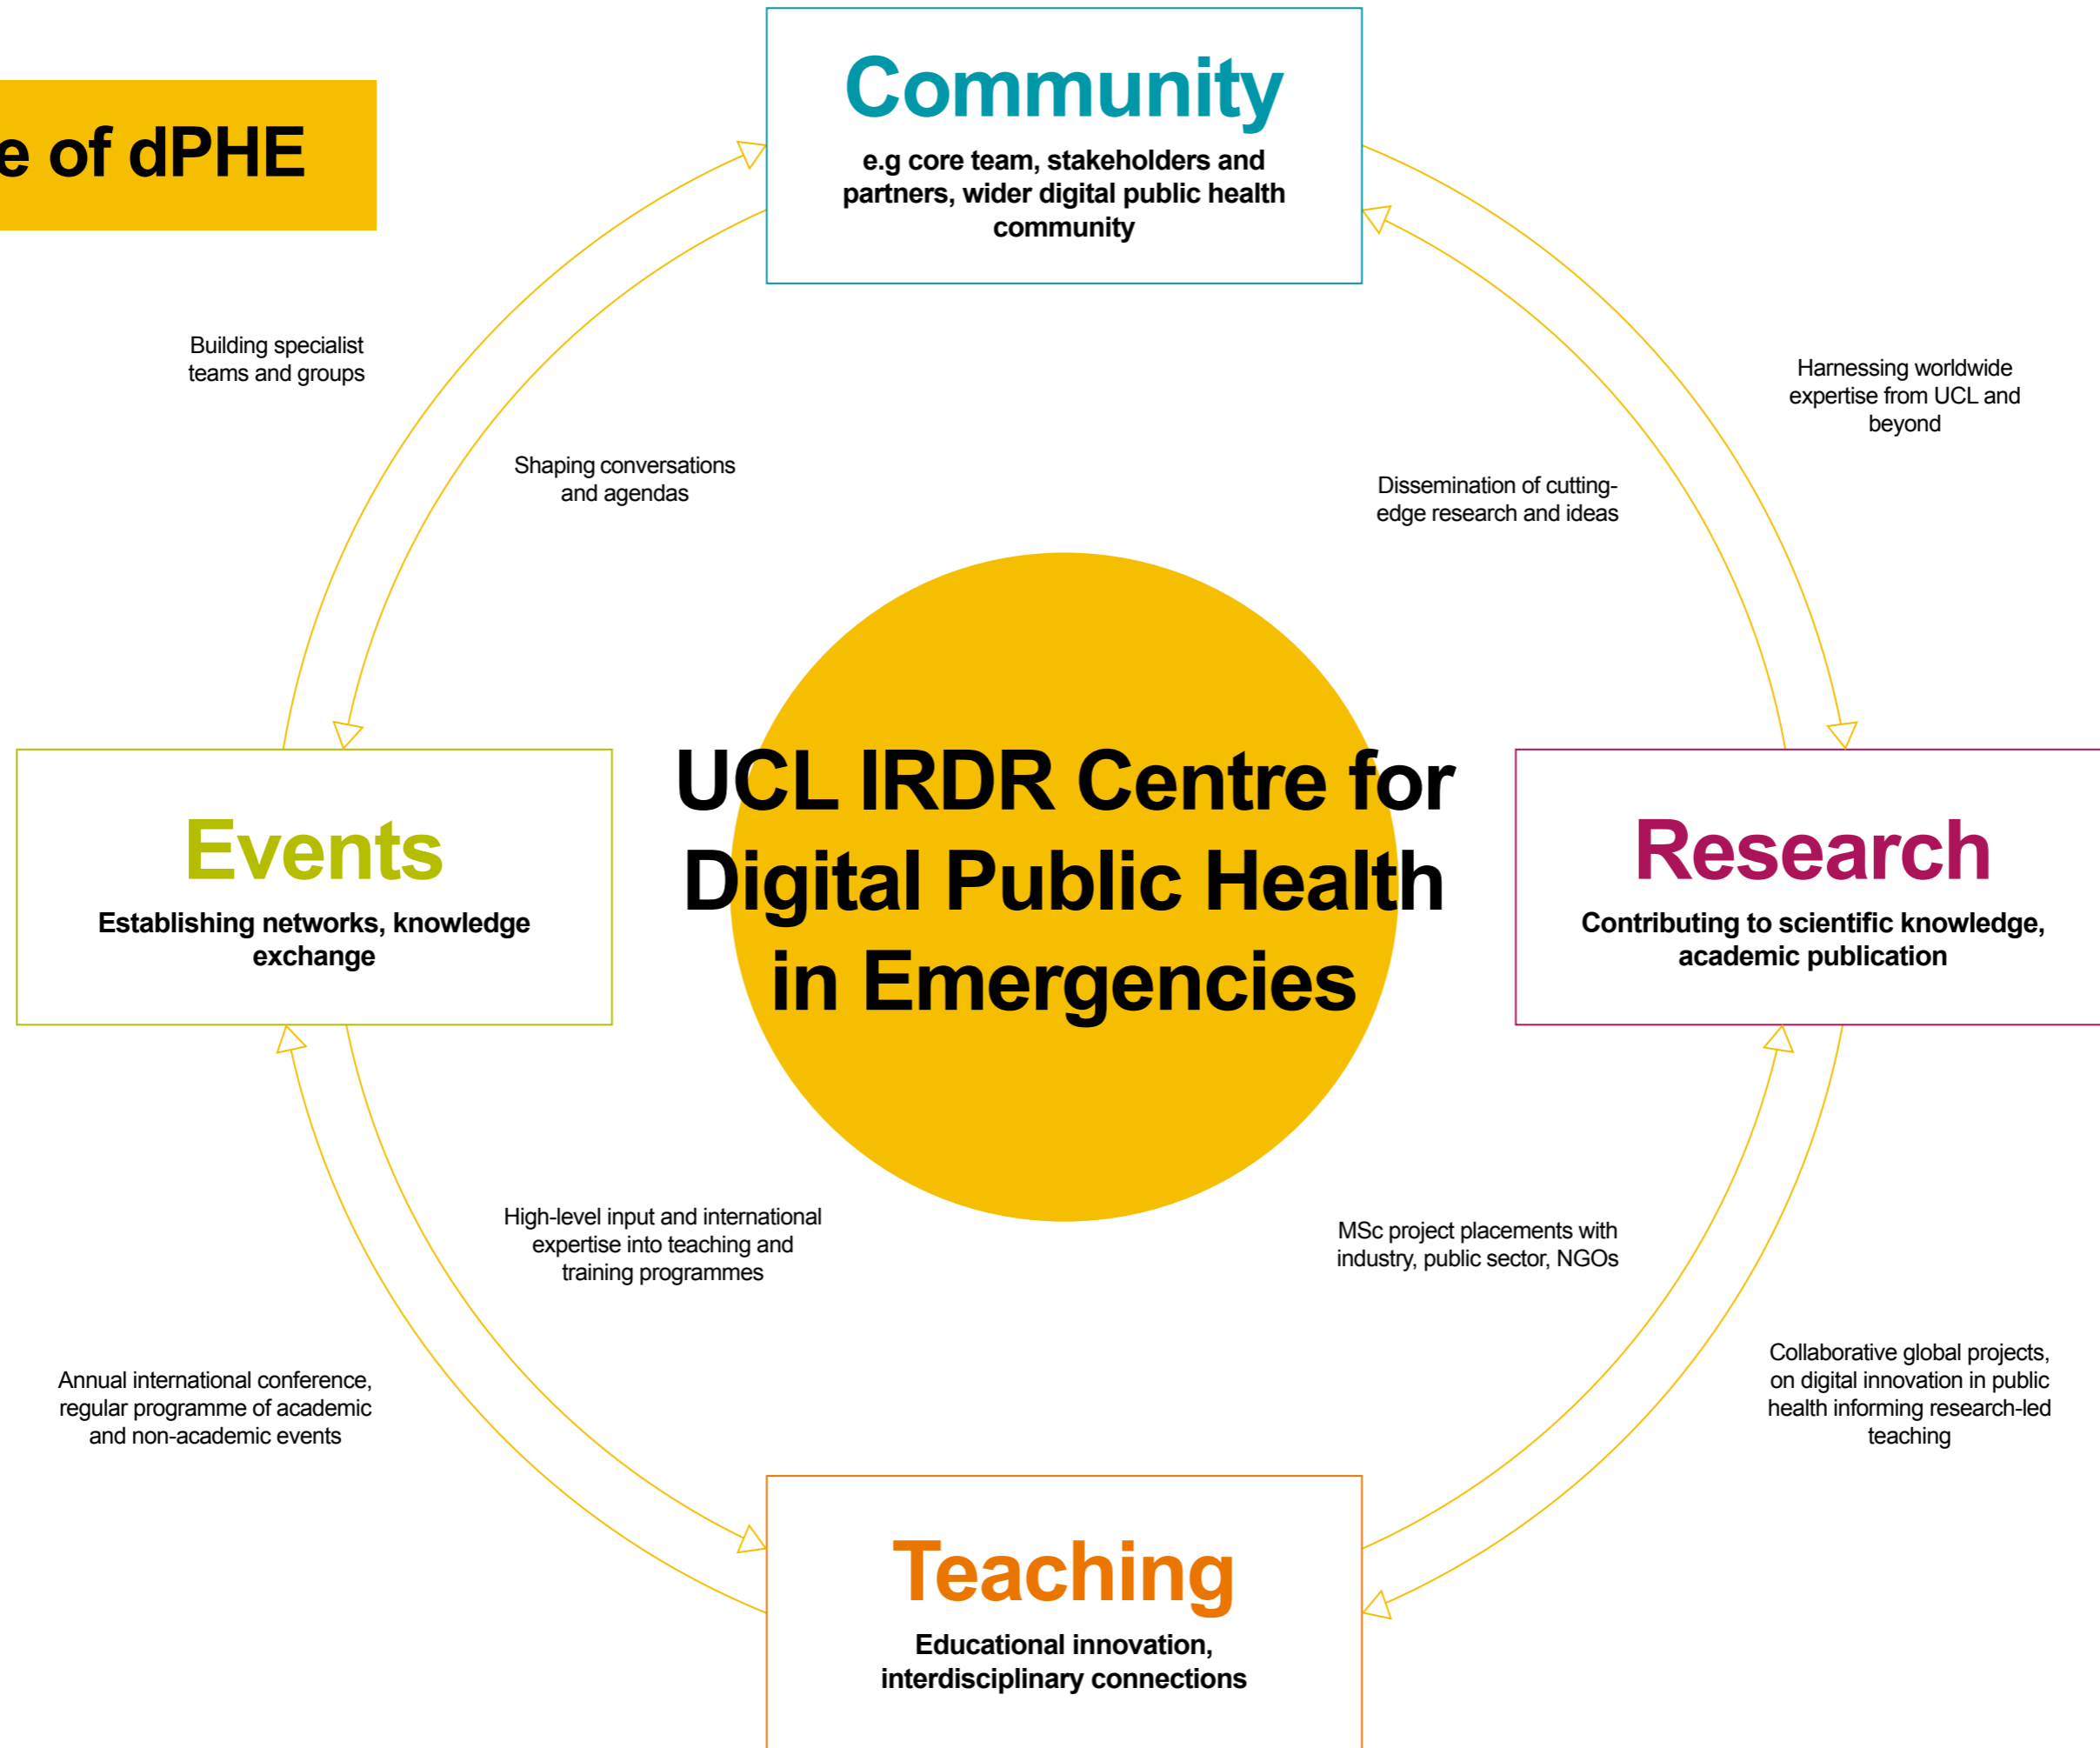 e of dPHE
Community
e.g core team, stakeholders and
partners, wider digital public health
community
Building specialist
teams and groups
Harnessing worldwide
expertise from UCL and
beyond
Shaping conversations
and agendas
Dissemination of cutting-
edge research and ideas
UCL IRDR Centre for
Digital Public Health
in Emergencies
Events
Establishing networks, knowledge
exchange
Research
Contributing to scientific knowledge,
academic publication
High-level input and international
expertise into teaching and
training programmes
MSc project placements with
industry, public sector, NGOs
Annual international conference,
regular programme of academic
and non-academic events
Collaborative global projects,
on digital innovation in public
health informing research-led
teaching
Teaching
Educational innovation,
interdisciplinary connections